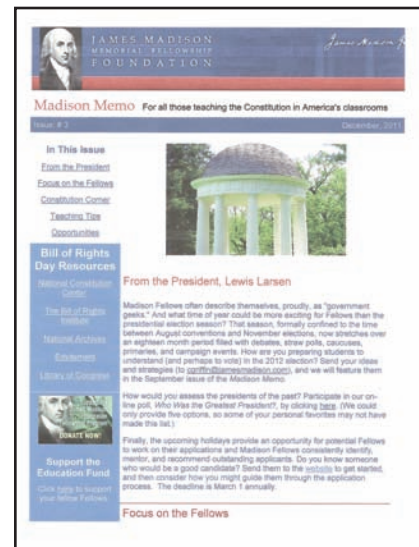 JAMES MADISON
MEMORIAL FELLOWSHIP
FOUNDATION
Madison Memo For all those teaching the Constitution in America's classrooms
Issue: # 3
December, 2011
In This Issue
From the President
Focus on the Fellows
Constitution Corner
Teaching Tips
Opportunities
Bill of Rights
Day Resources
National Constitution
Center
The Bill of Rights
Institute
National Archives
Edsitement
Library of Congress
DONATE NOW!
Support the
Education Fund
Click here to support
your fellow Fellows
From the President, Lewis Larsen
Madison Fellows often describe themselves, proudly, as "government
geeks." And what time of year could be more exciting for Fellows then the
presidential election season? That season, formally confined to the time
between August conventions and November elections, now stretches over
an eighteen month period filled with debates, straw polls, caucuses,
primaries, and campaign events. How are you preparing students to
understand (and perhaps to vote) in the 2012 election? Send your ideas
and strategies (to cgriffin@jamesmadison.com), and we will feature them
in the September issue of the Madison Memo.
How would you assess the presidents of the past? Participate in our on-
line poll, Who Was the Greatest President?, by clicking here. (We could
only provide five options, so some of your personal favorites may not have
made this list.)
Finally, the upcoming holidays provide an opportunity for potential Fellows
to work on their applications and Madison Fellows consistently identify,
mentor, and recommend outstanding applicants. Do you know someone
who would be a good candidate? Send them to the website to get started,
and then consider how you might guide them through the application
process. The deadline is March 1 annually.
Focus on the Fellows